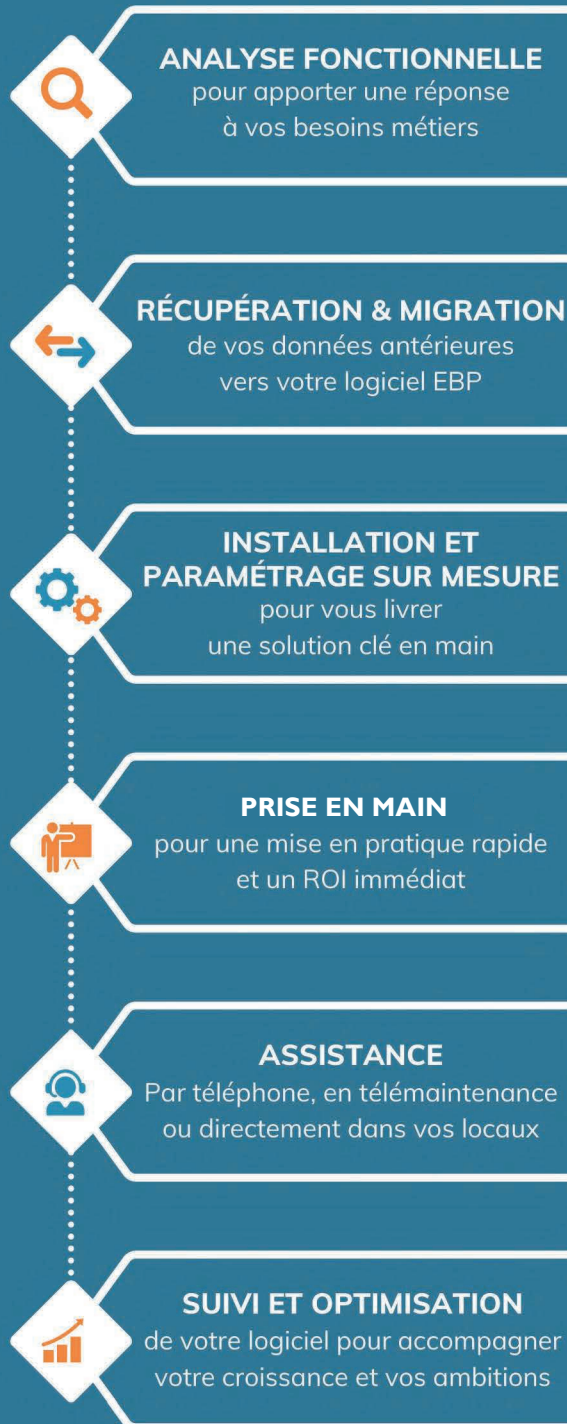 ANALYSE FONCTIONNELLE
pour apporter une réponse
à vos besoins métiers
RÉCUPÉRATION & MIGRATION
de vos données antérieures
vers votre logiciel EBP
INSTALLATION ET
PARAMÉTRAGE SUR MESURE
pour vous livrer
une solution clé en main
PRISE EN MAIN
pour une mise en pratique rapide
et un ROI immédiat
ASSISTANCE
Par téléphone, en télémaintenance
ou directement dans vos locaux
SUIVI ET OPTIMISATION
de votre logiciel pour accompagner
votre croissance et vos ambitions